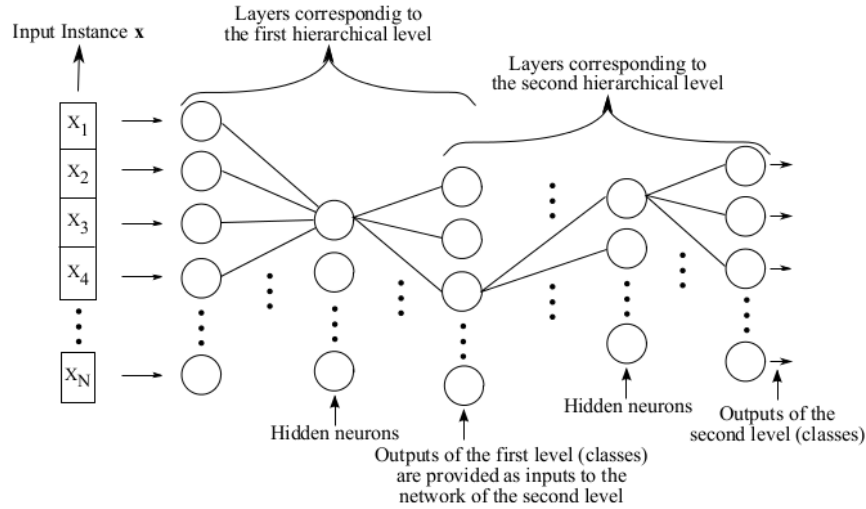 Input Instance x
Layers correspondig to
the first hierarchical level
Layers corresponding to
the second hierarchical level
X1
X2
X3
X4
XN
Hidden neurons
Outputs of the first level (classes)
are provided as inputs to the
network of the second level
Hidden neurons
Outputs of the
second level (classes)